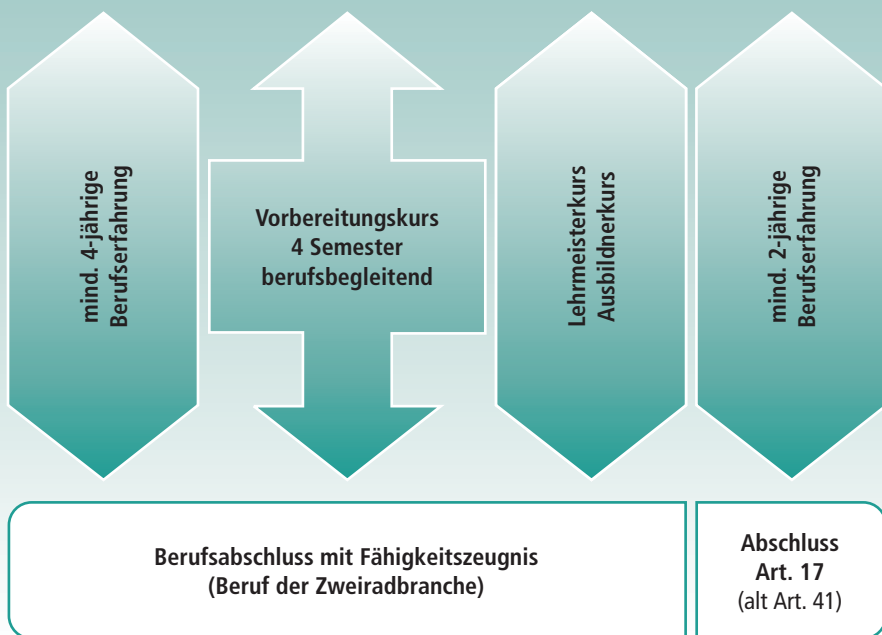 mind. 4-jährige
Berufserfahrung
Vorbereitungskurs
4 Semester
berufsbegleitend
Lehrmeisterkurs
Ausbildnerkurs
mind. 2-jährige
Berufserfahrung
Berufsabschluss mit Fähigkeitszeugnis
(Beruf der Zweiradbranche)
Abschluss
Art. 17
(alt Art. 41)